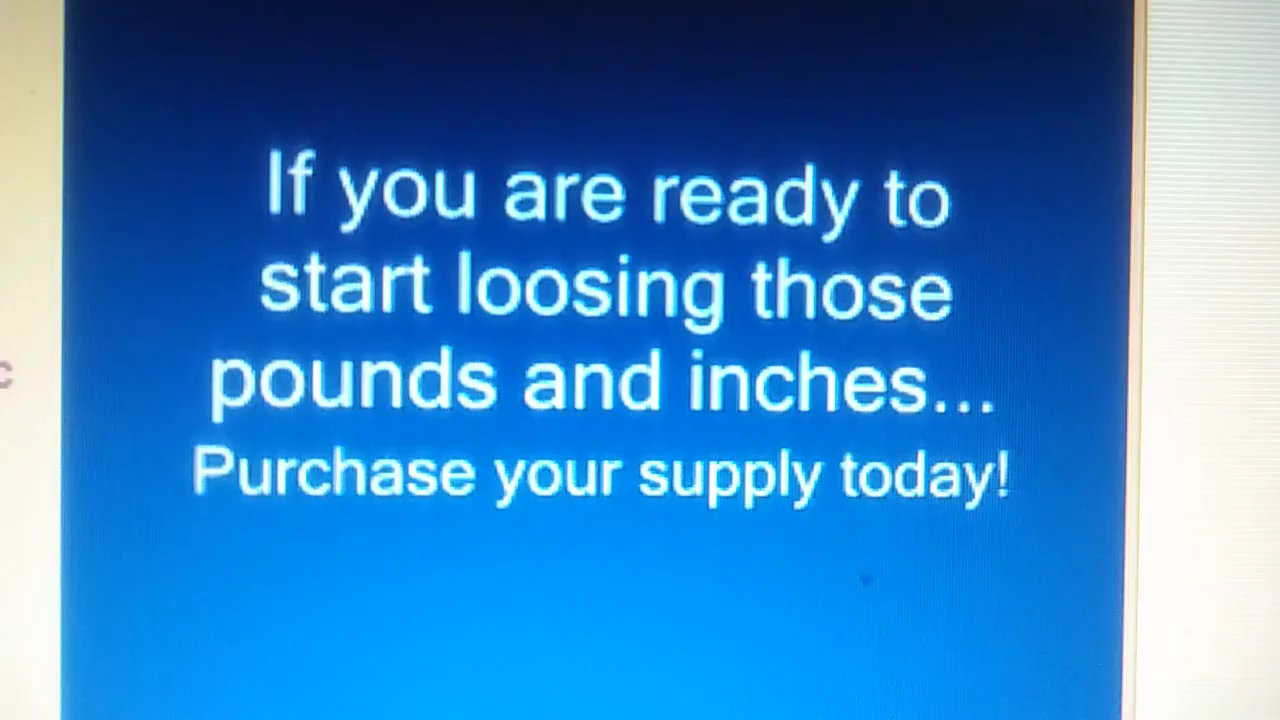 If you are ready to
start loosing those
pounds and inches...
Purchase your supply today!
c